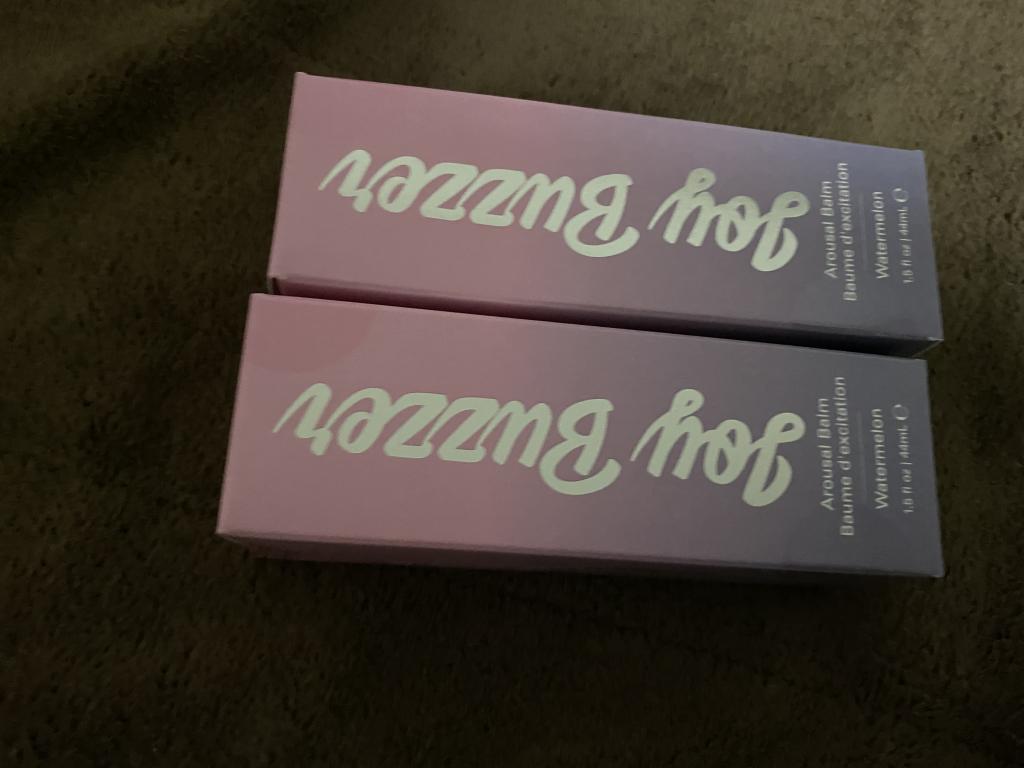 Joy Buzzer
Arousal Balm
Baume d'excitation
Watermelon
1.5 fl oz | 44mL ℮
Joy Buzzer
Arousal Balm
Baume d'excitation
Watermelon
1.5 fl oz | 44mL ℮